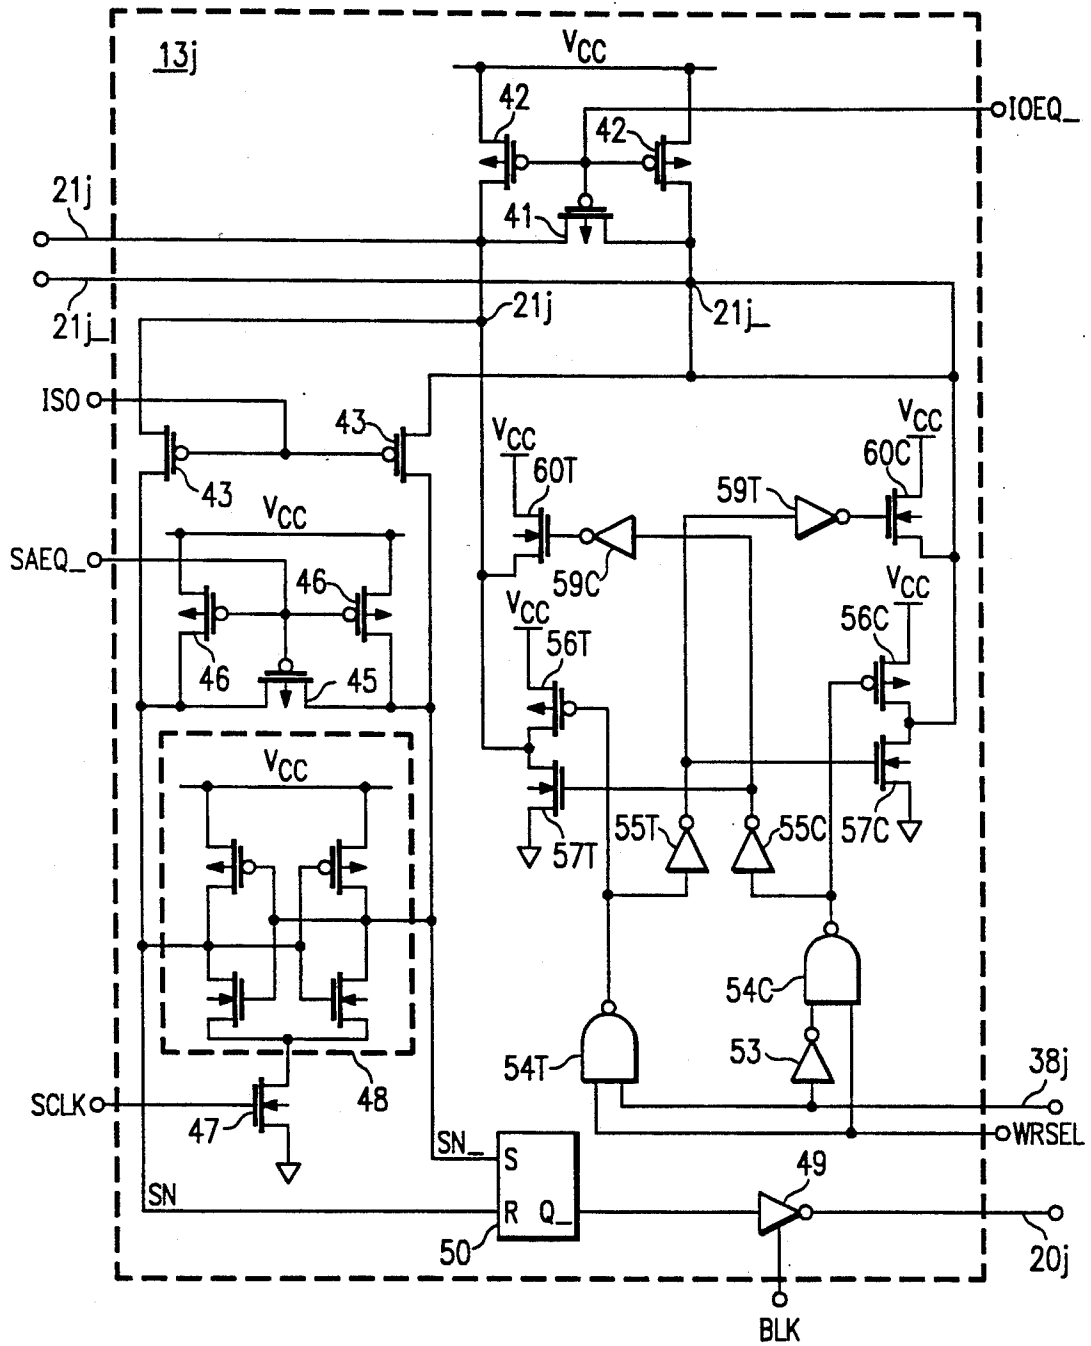 13j
VCC
42
42
IOEQ_
21j
41
21j_
21j
21j_
ISO
43
43
VCC
60T
VCC
60C
59T
59C
VCC
SAEQ_
46
46
45
VCC
56T
VCC
56C
VCC
55T
55C
57T
57C
54C
53
54T
48
38j
SCLK
47
WRSEL
SN_
S
SN
R Q_
50
49
20j
BLK